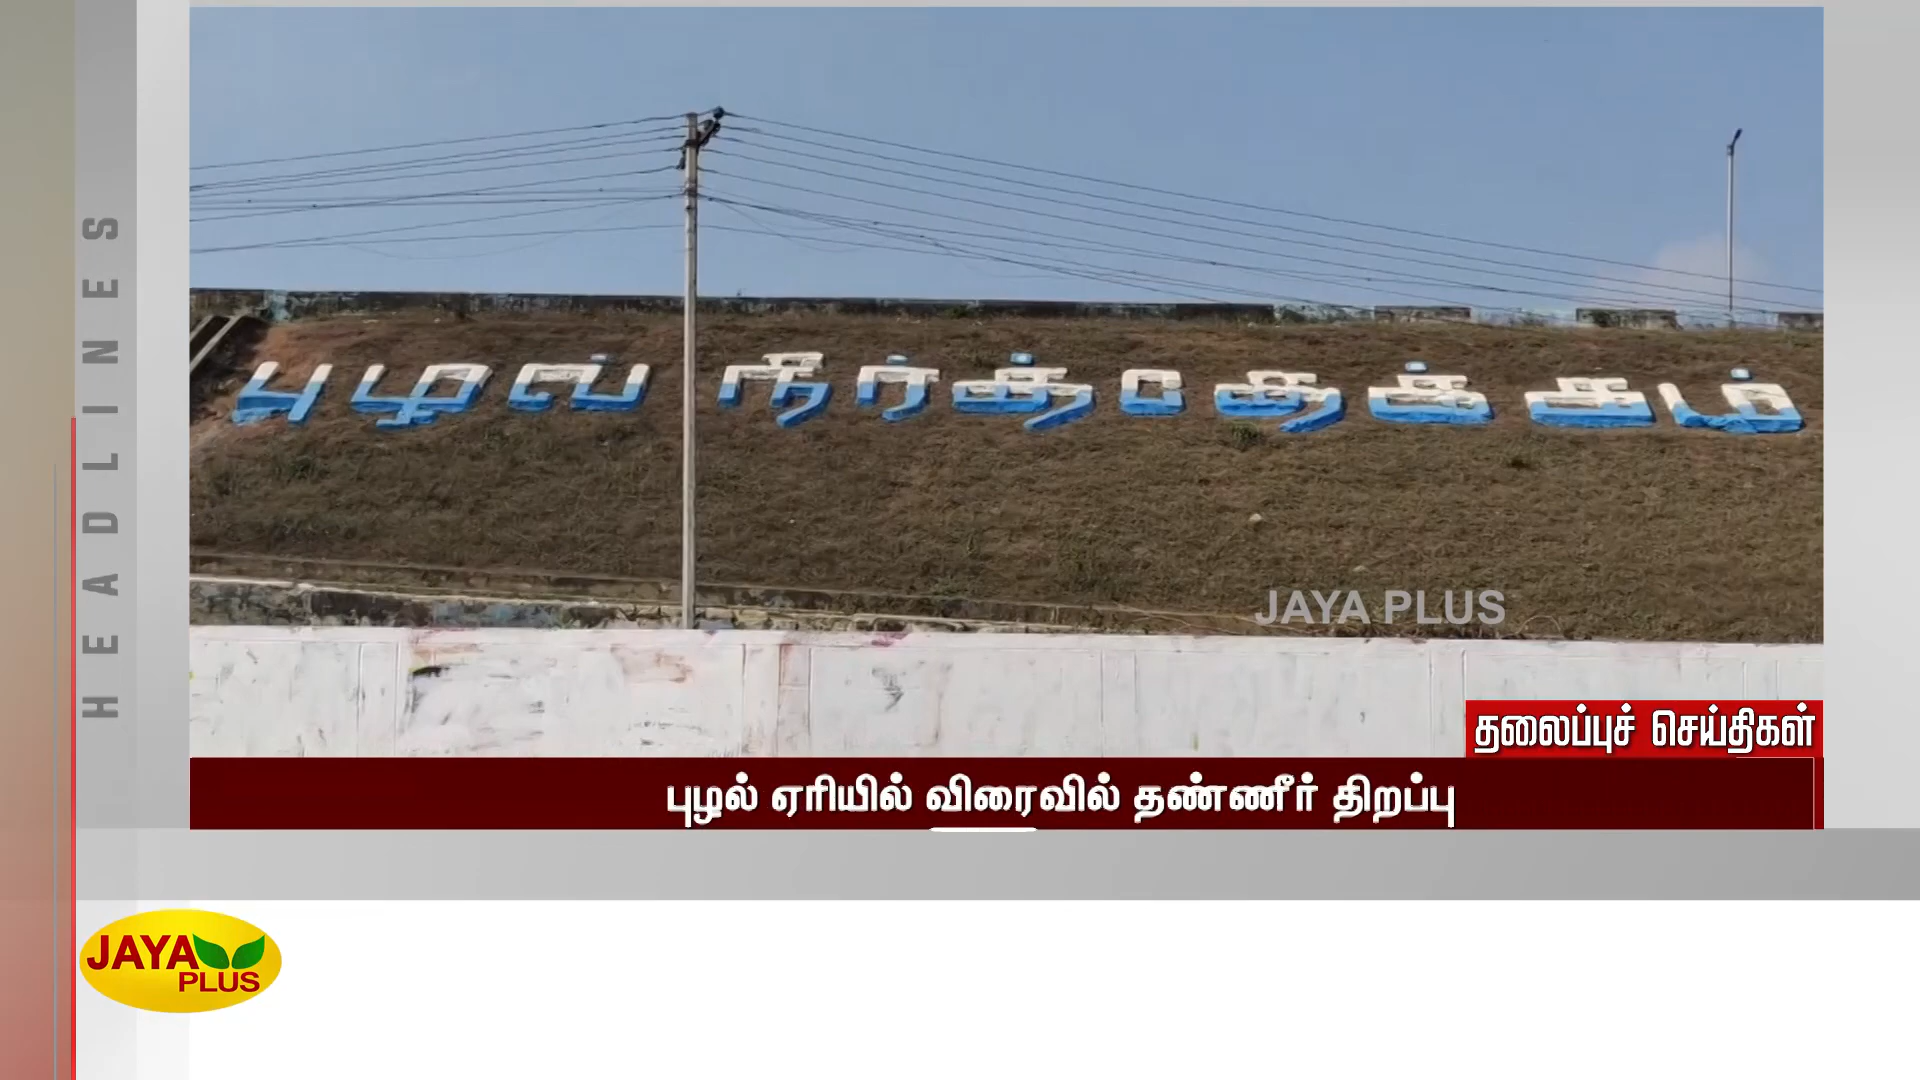 HEADLINES
புழல் நீர்த்தேக்கம்
JAYA PLUS
தலைப்புச் செய்திகள்
புழல் ஏரியில் விரைவில் தண்ணீர் திறப்பு
JAYA
PLUS